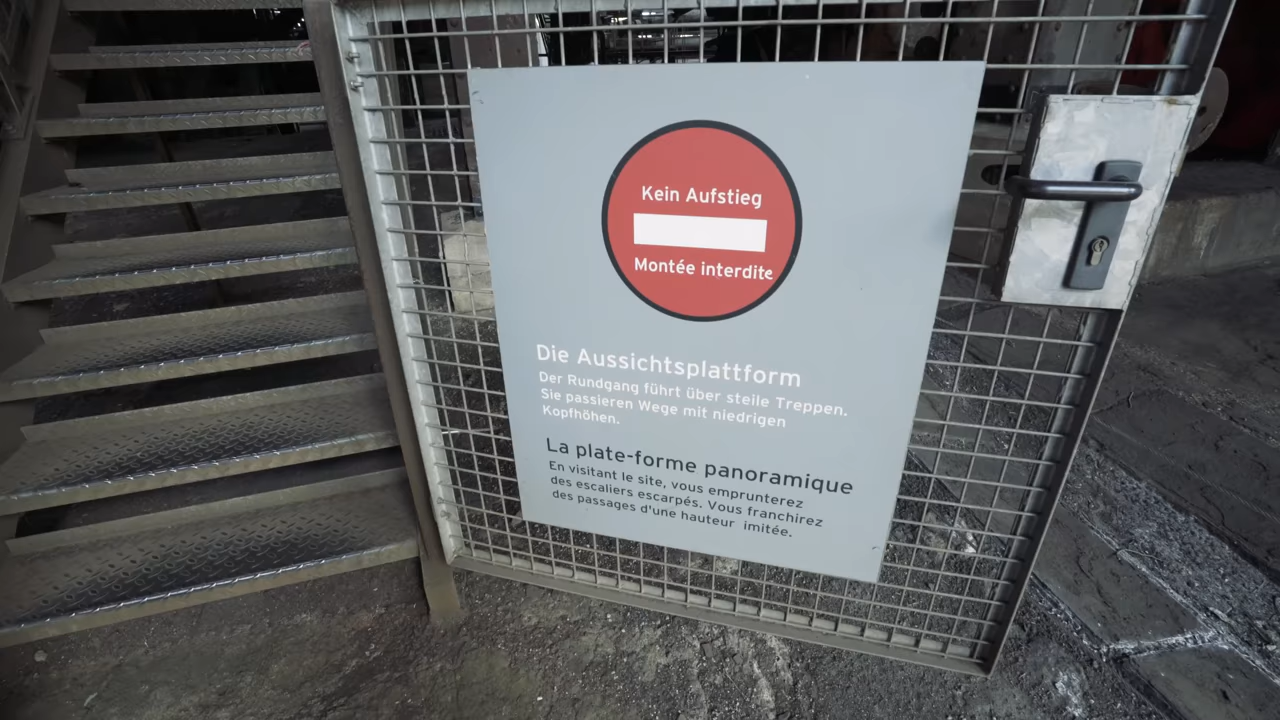 Kein Aufstieg
Montée interdite
Die Aussichtsplattform
Der Rundgang führt über steile Treppen.
Sie passieren Wege mit niedrigen
Kopfhöhen.
La plate-forme panoramique
En visitant le site, vous emprunterez
des escaliers escarpés. Vous franchirez
des passages d'une hauteur imitée.